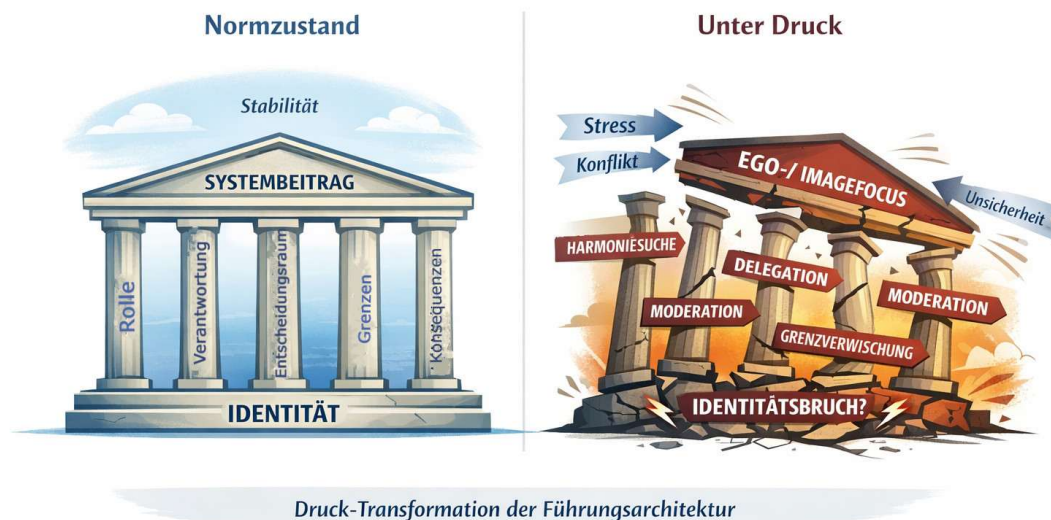 Normzustand
Stabilität
SYSTEMBEITRAG
Rolle
Verantwortung
Entscheidungsraum
Grenzen
Konsequenzen
IDENTITÄT
Unter Druck
Stress
Konflikt
EGO-/ IMAGEFOCUS
Unsicherheit
HARMONIESUCHE
DELEGATION
MODERATION
MODERATION
GRENZVERWISCHUNG
IDENTITÄTSBRUCH?
Druck-Transformation der Führungsarchitektur